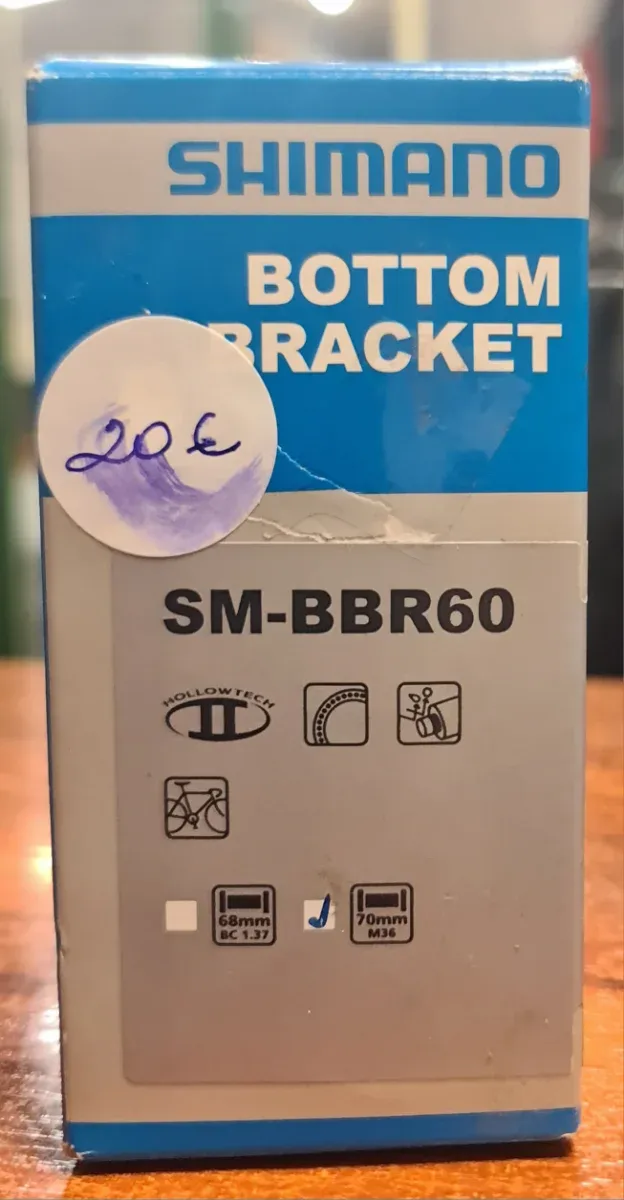 SHIMANO
BOTTOM
BRACKET
20 €
SM-BBR60
HOLLOWTECH
II
68mm
BC 1.37
70mm
M36